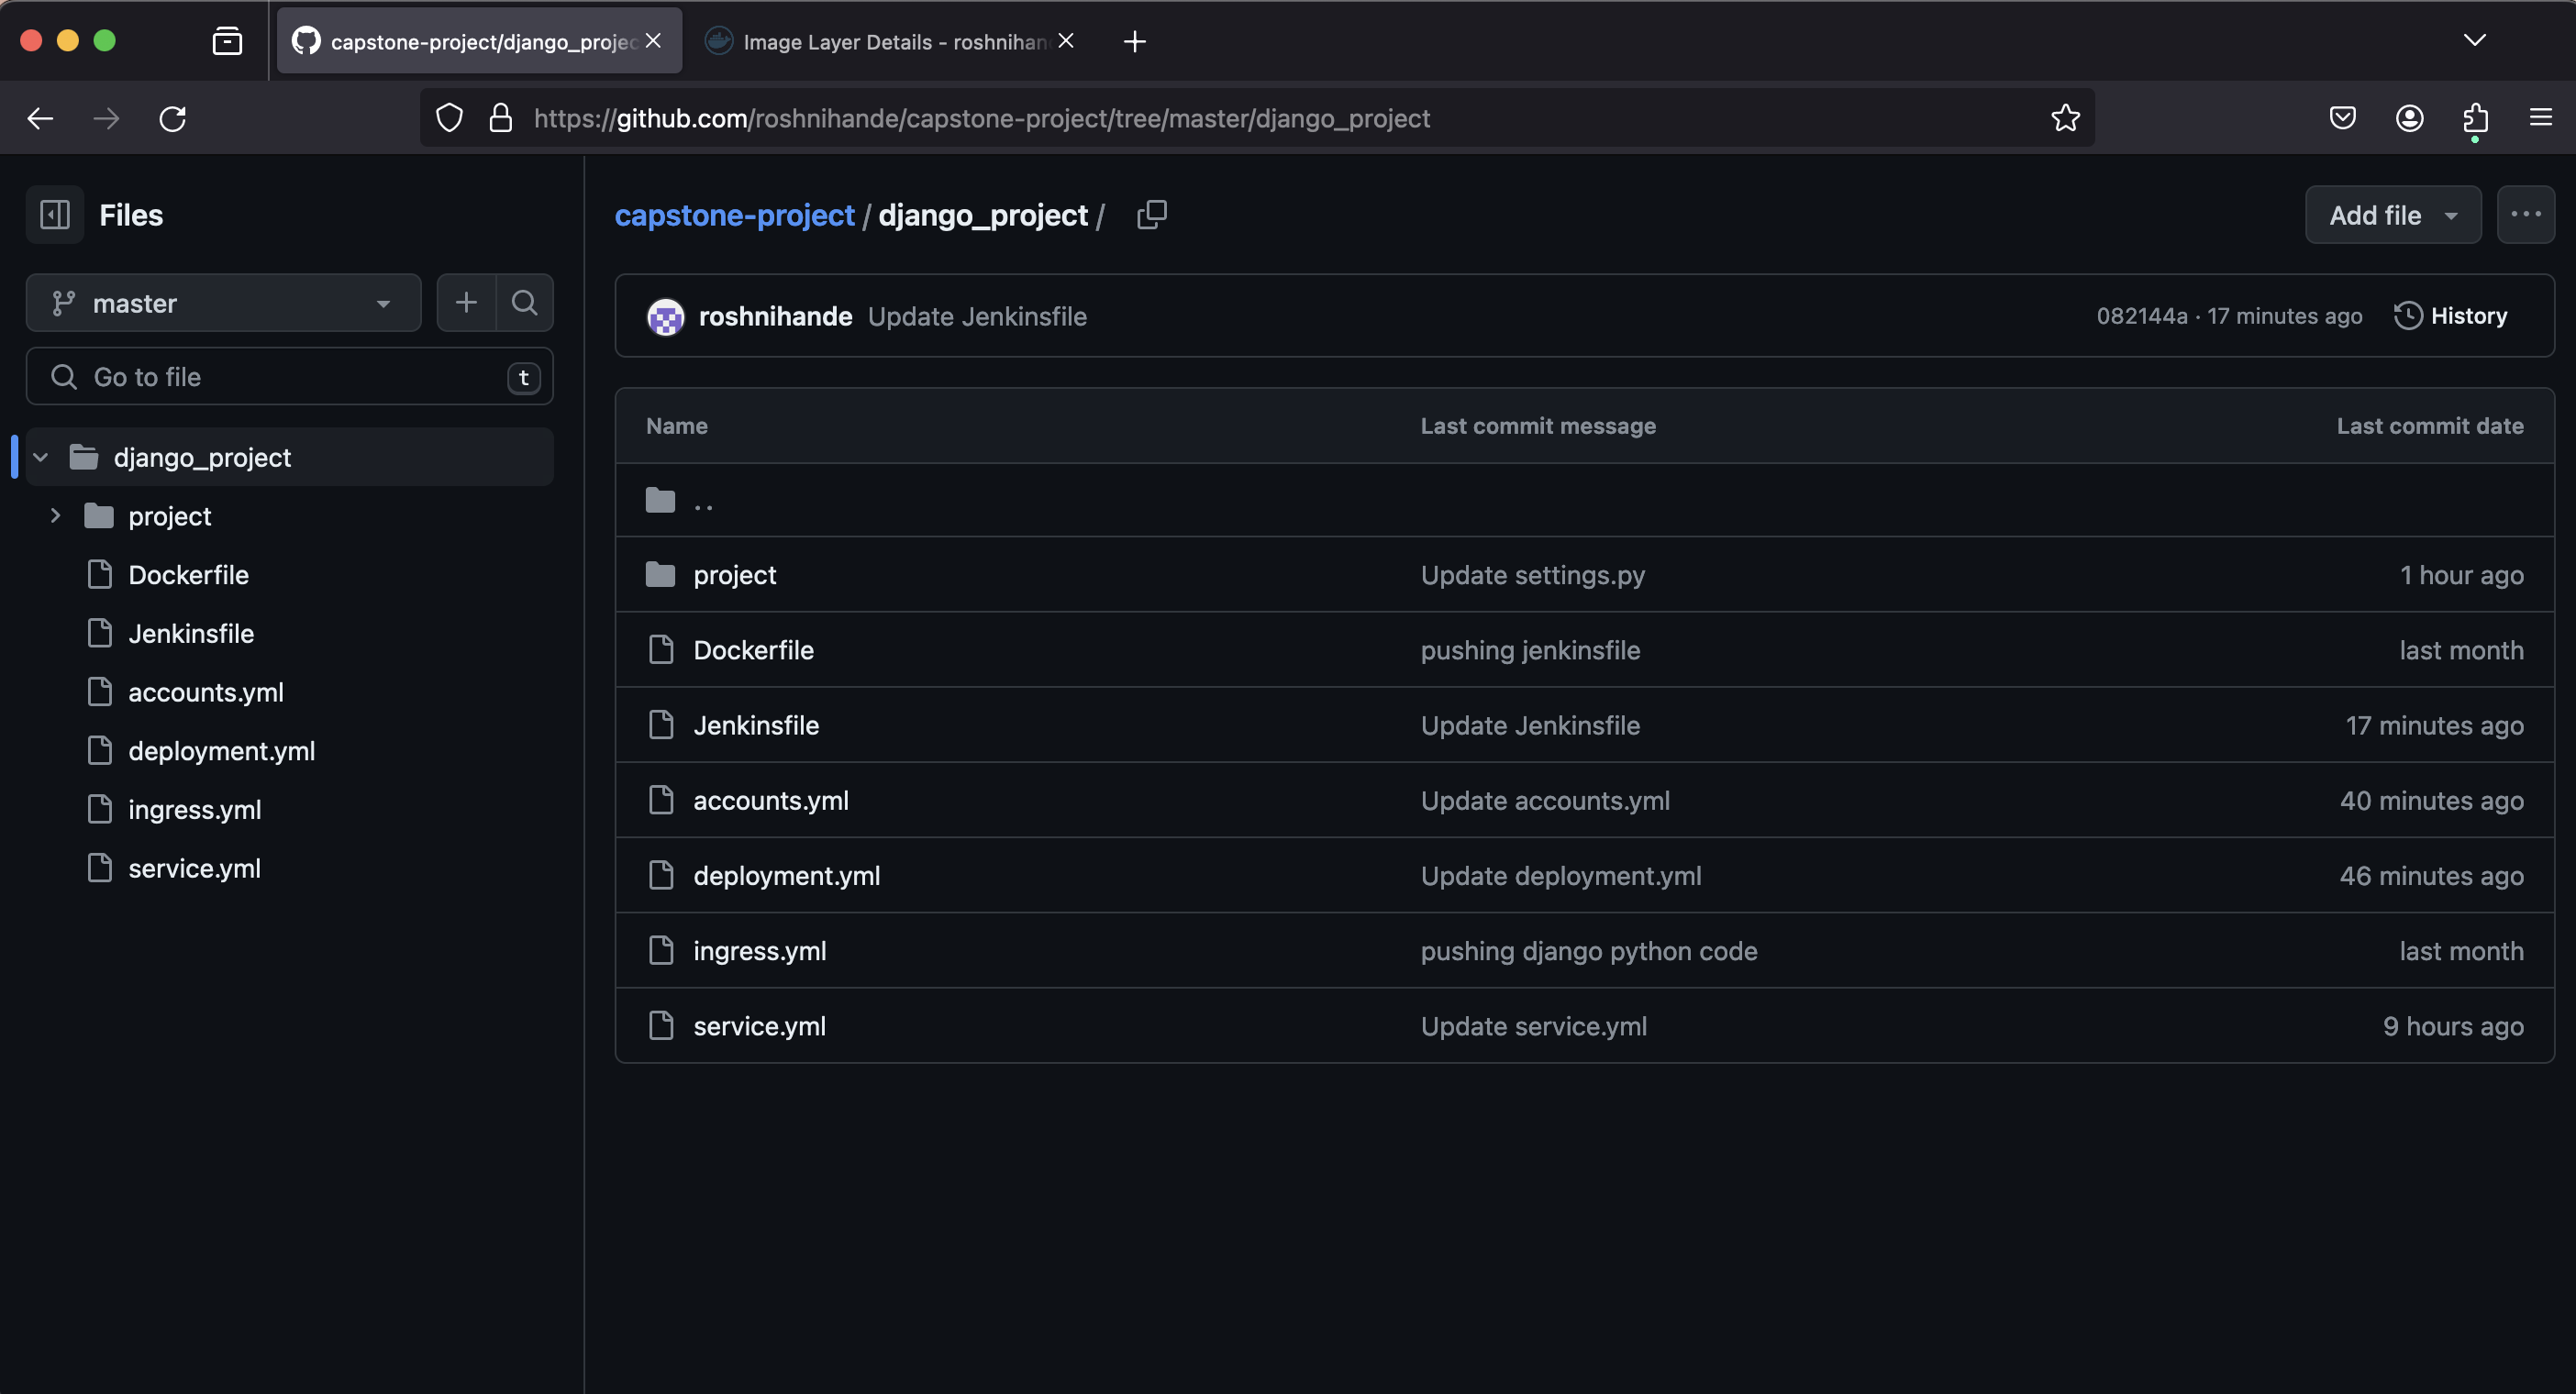 capstone-project/django_projec
Image Layer Details - roshnihan
https://github.com/roshnihande/capstone-project/tree/master/django_project
Files
master
Go to file
t
django_project
project
Dockerfile
Jenkinsfile
accounts.yml
deployment.yml
ingress.yml
service.yml
capstone-project / django_project /
Add file
roshnihande Update Jenkinsfile 082144a · 17 minutes ago History
Name Last commit message Last commit date
..
project Update settings.py 1 hour ago
Dockerfile pushing jenkinsfile last month
Jenkinsfile Update Jenkinsfile 17 minutes ago
accounts.yml Update accounts.yml 40 minutes ago
deployment.yml Update deployment.yml 46 minutes ago
ingress.yml pushing django python code last month
service.yml Update service.yml 9 hours ago